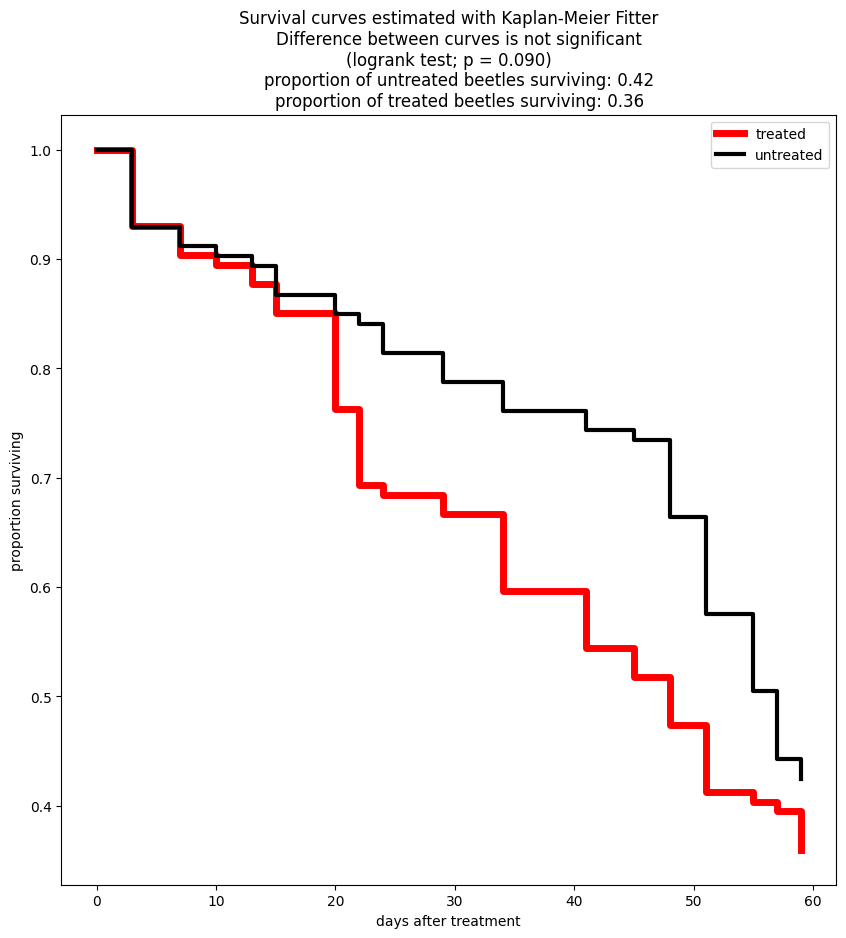 Survival curves estimated with Kaplan-Meier Fitter
Difference between curves is not significant
(logrank test; p = 0.090)
proportion of untreated beetles surviving: 0.42
proportion of treated beetles surviving: 0.36
treated
untreated
1.0
0.9
0.8
0.7
0.6
0.5
0.4
proportion surviving
0 10 20 30 40 50 60
days after treatment